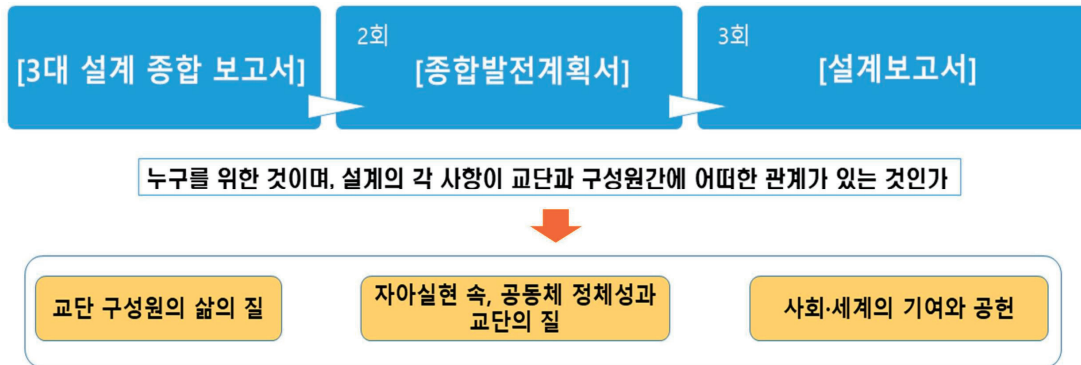 [3대 설계 종합 보고서]
2회
[종합발전계획서]
3회
[설계보고서]
누구를 위한 것이며, 설계의 각 사항이 교단과 구성원간에 어떠한 관계가 있는 것인가
교단 구성원의 삶의 질
자아실현 속, 공동체 정체성과
교단의 질
사회·세계의 기여와 공헌